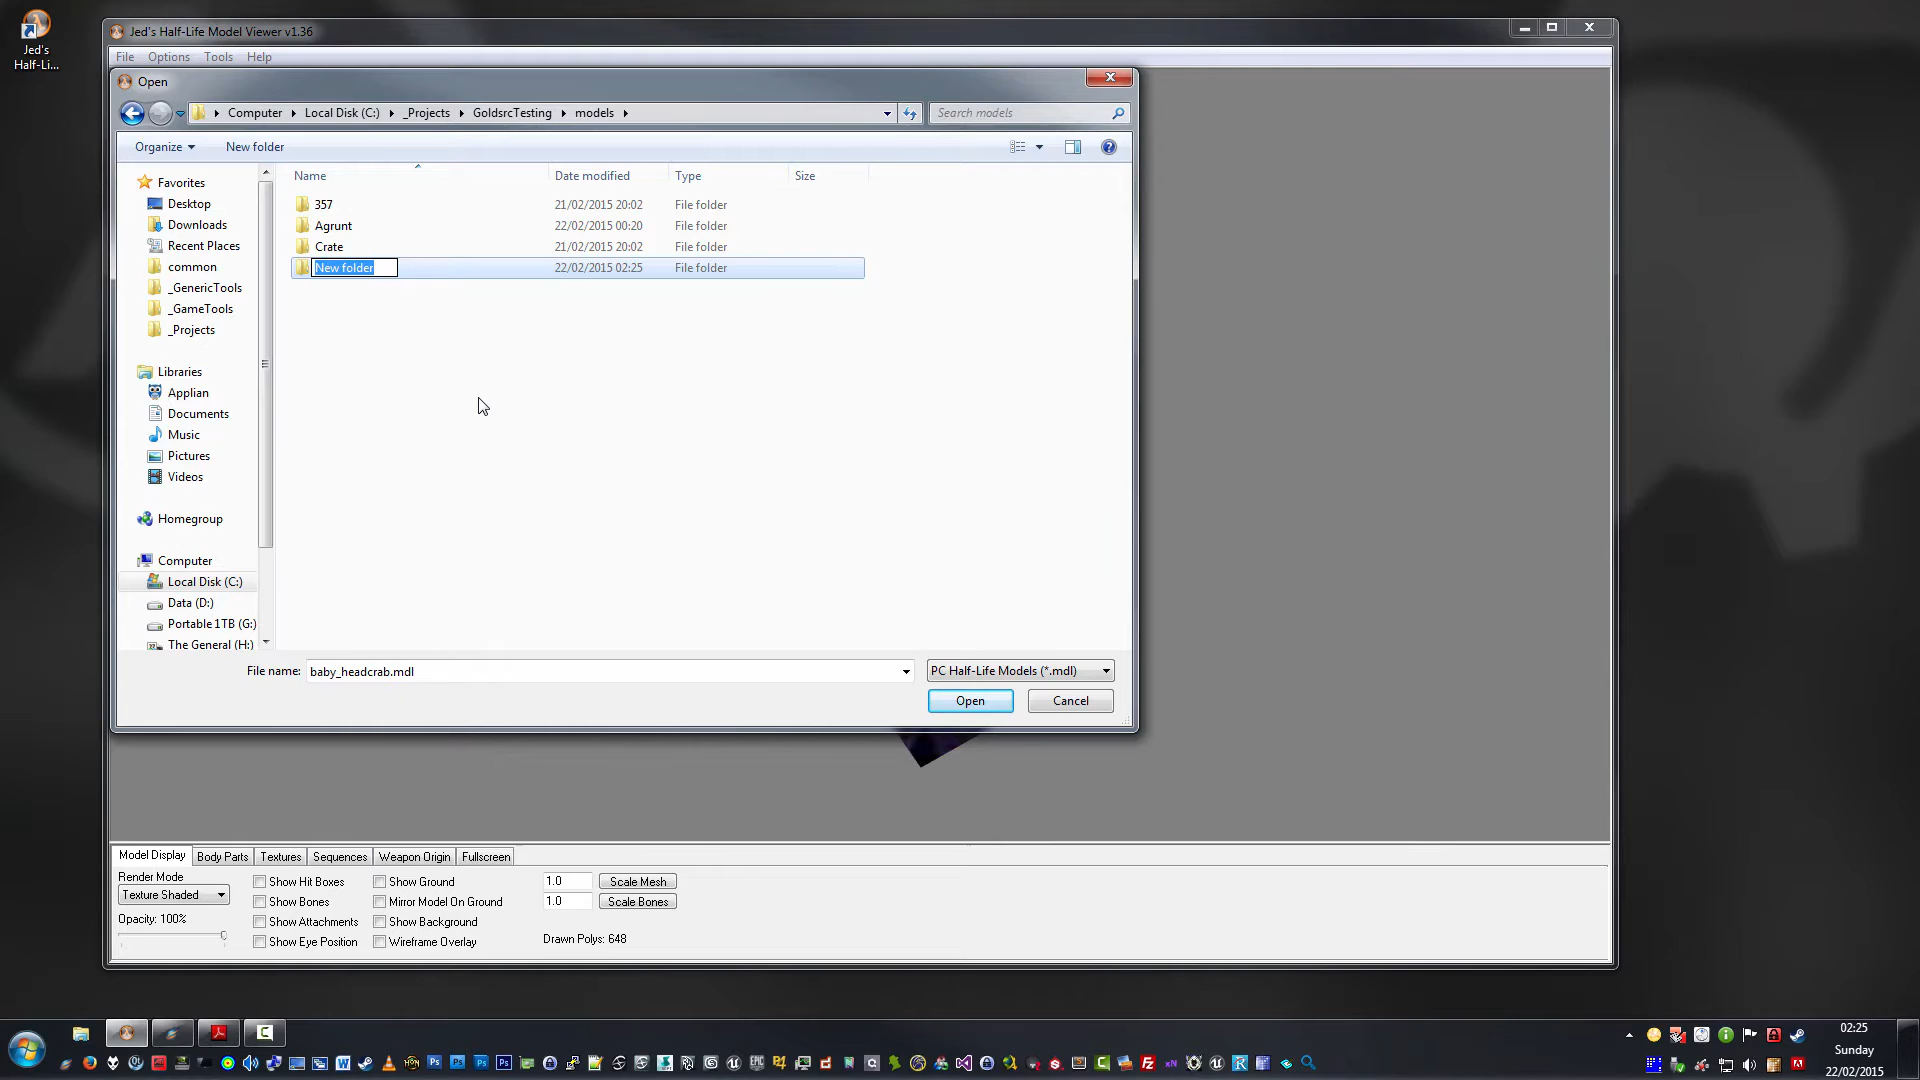 Jed's
Half-Li...
Jed's Half-Life Model Viewer v1.36
File Options Tools Help
Open
Computer Local Disk (C:) _Projects GoldsrcTesting models
Search models
Organize New folder
Name Date modified Type Size
357 21/02/2015 20:02 File folder
Agrunt 22/02/2015 00:20 File folder
Crate 21/02/2015 20:02 File folder
New folder 22/02/2015 02:25 File folder
Favorites
Desktop
Downloads
Recent Places
common
_GenericTools
_GameTools
_Projects
Libraries
Applian
Documents
Music
Pictures
Videos
Homegroup
Computer
Local Disk (C:)
Data (D:)
Portable 1TB (G:)
The General (H:)
File name: baby_headcrab.mdl PC Half-Life Models (*.mdl)
Open Cancel
Model Display Body Parts Textures Sequences Weapon Origin Fullscreen
Render Mode
Texture Shaded
Opacity: 100%
Show Hit Boxes
Show Bones
Show Attachments
Show Eye Position
Show Ground
Mirror Model On Ground
Show Background
Wireframe Overlay
1.0 Scale Mesh
1.0 Scale Bones
Drawn Polys: 648
02:25
Sunday
22/02/2015